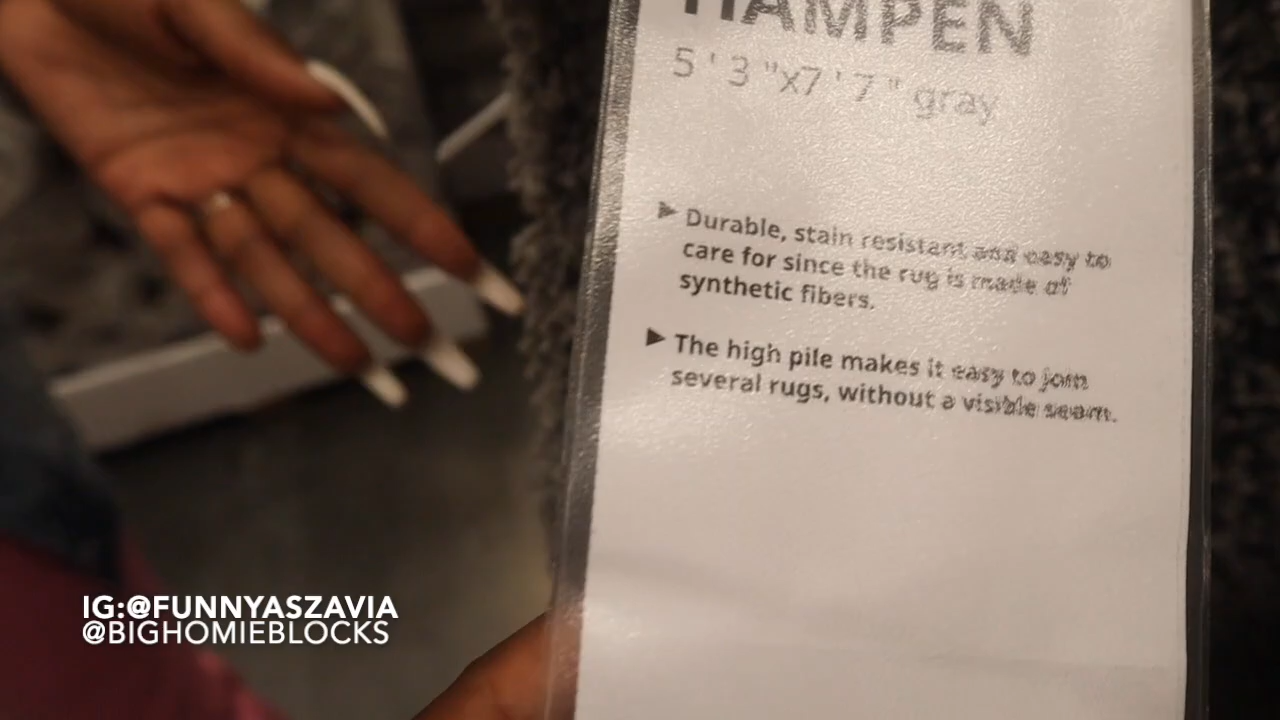 HAMPEN
5 ' 3 "x7 ' 7 " gray
► Durable, stain resistant and easy to
care for since the rug is made of
synthetic fibers.
► The high pile makes it easy to join
several rugs, without a visible seam.
IG:@FUNNYASZAVIA
@BIGHOMIEBLOCKS